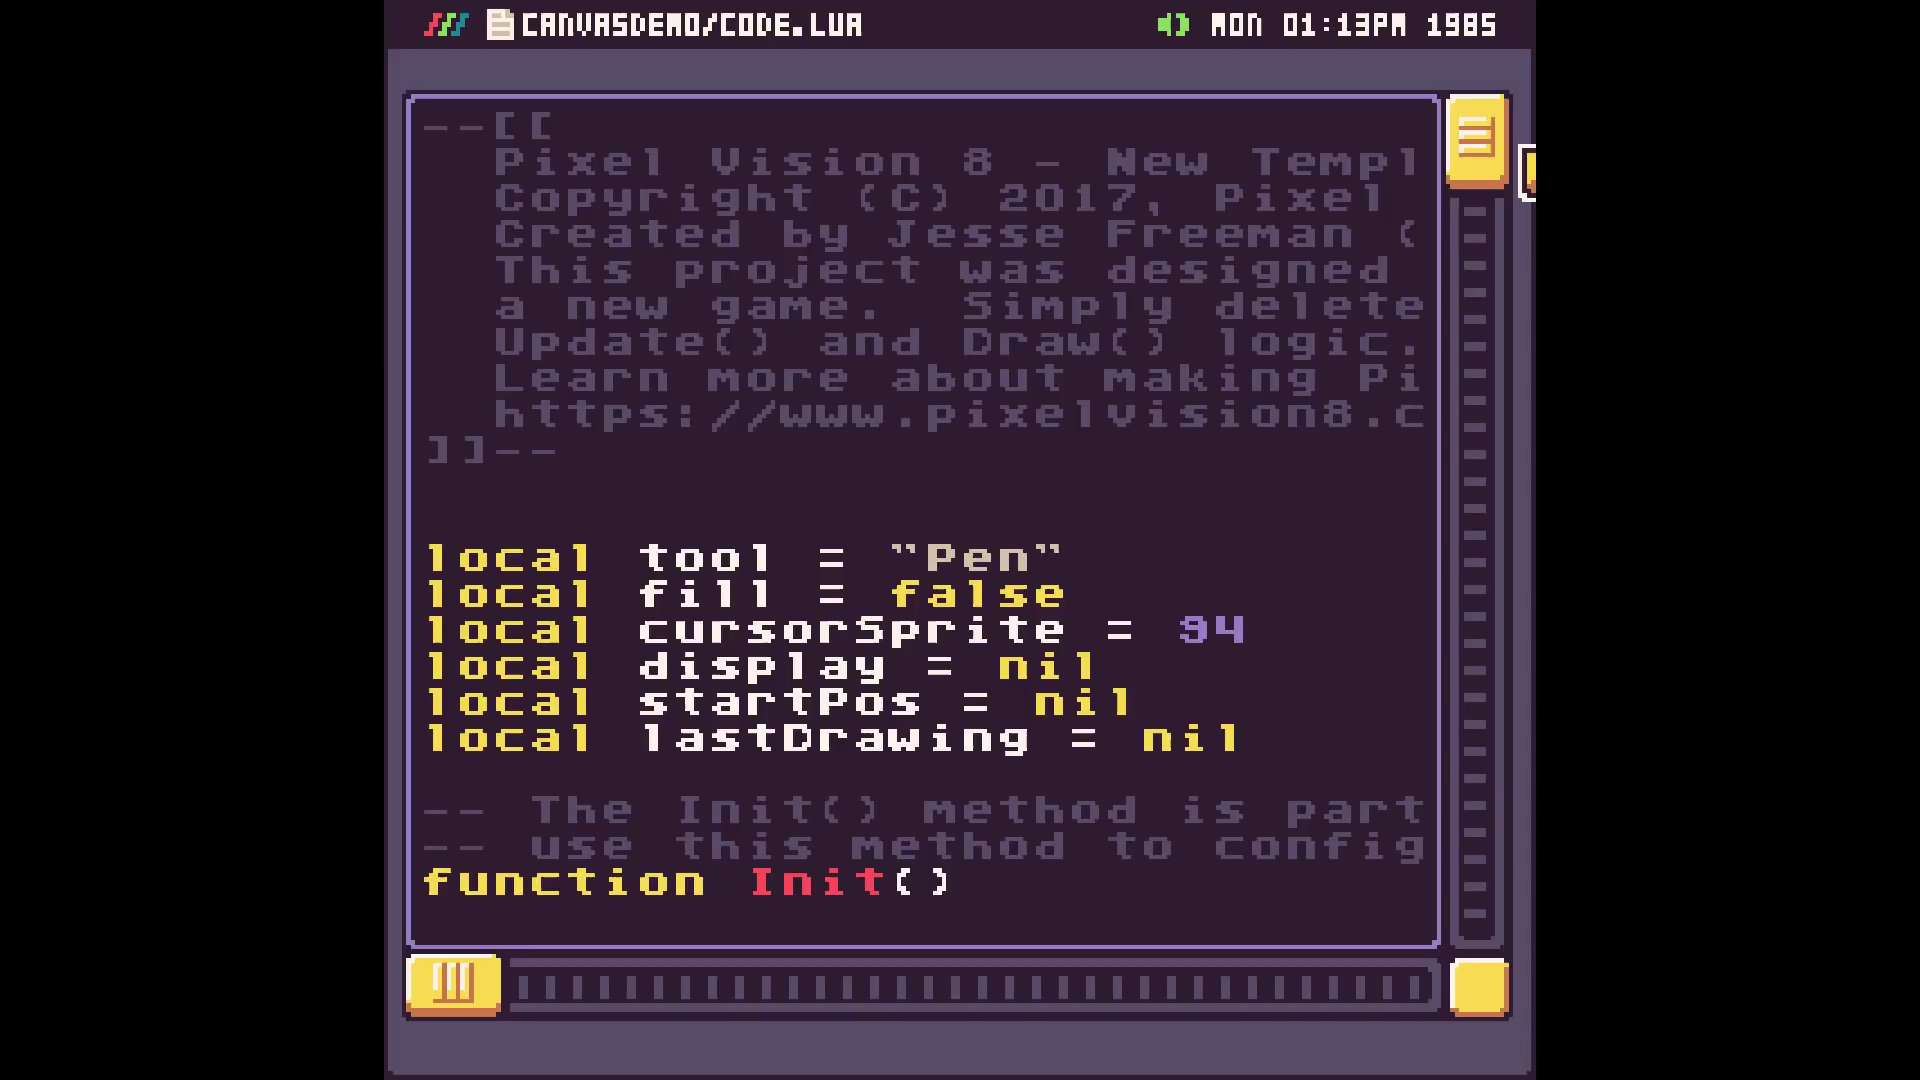 CANVASDEMO/CODE.LUA
MON 01:13PM 1985
--[[
Pixel Vision 8 - New Templ
Copyright (C) 2017, Pixel
Created by Jesse Freeman (
This project was designed
a new game.  Simply delete
Update() and Draw() logic.
Learn more about making Pi
https://www.pixelvision8.c
]]--
local tool = "Pen"
local fill = false
local cursorSprite = 94
local display = nil
local startPos = nil
local lastDrawing = nil
-- The Init() method is part
-- use this method to config
function Init()